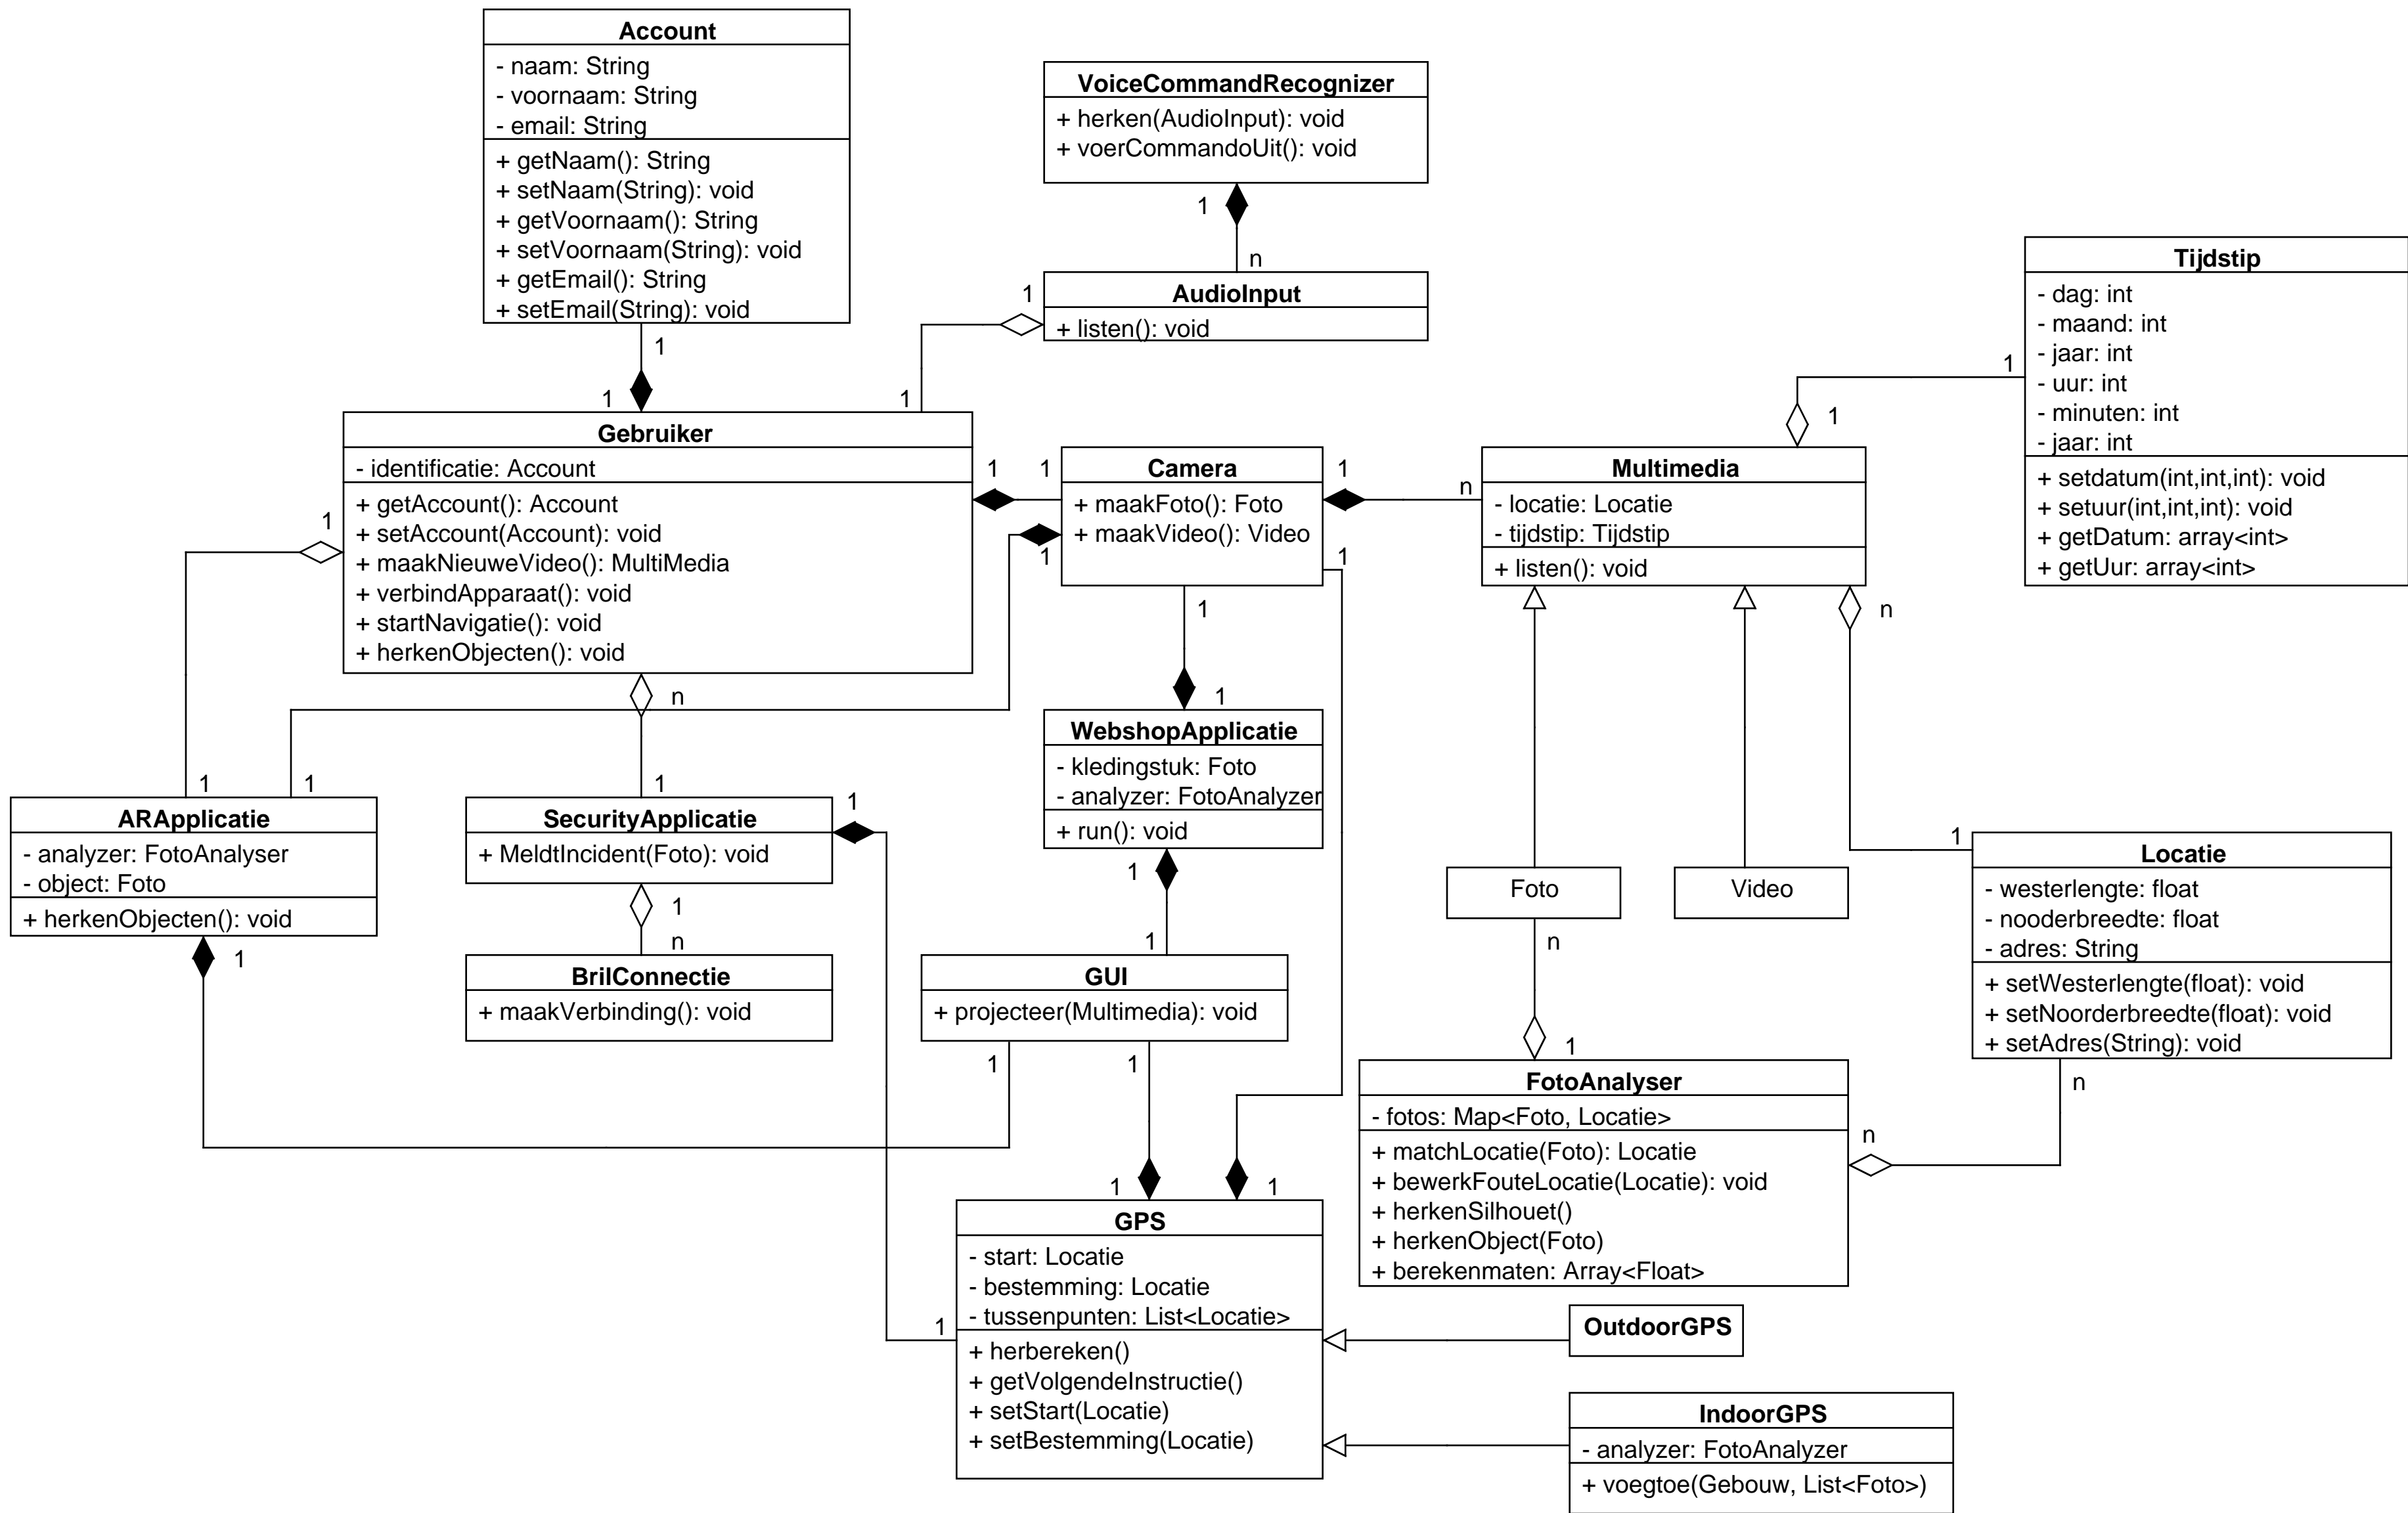 Account
- naam: String
- voornaam: String
- email: String
+ getNaam(): String
+ setNaam(String): void
+ getVoornaam(): String
+ setVoornaam(String): void
+ getEmail(): String
+ setEmail(String): void
1
1
VoiceCommandRecognizer
+ herken(AudioInput): void
+ voerCommandoUit(): void
1
n
AudioInput
+ listen(): void
1
1
Tijdstip
- dag: int
- maand: int
- jaar: int
- uur: int
- minuten: int
- jaar: int
+ setdatum(int,int,int): void
+ setuur(int,int,int): void
+ getDatum: array<int>
+ getUur: array<int>
1
1
Gebruiker
- identificatie: Account
+ getAccount(): Account
+ setAccount(Account): void
+ maakNieuweVideo(): MultiMedia
+ verbindApparaat(): void
+ startNavigatie(): void
+ herkenObjecten(): void
1
1
1
n
Camera
+ maakFoto(): Foto
+ maakVideo(): Video
1
n
1
1
1
Multimedia
- locatie: Locatie
- tijdstip: Tijdstip
+ listen(): void
n
1
WebshopApplicatie
- kledingstuk: Foto
- analyzer: FotoAnalyzer
+ run(): void
1
1
1
1
1
ARApplicatie
- analyzer: FotoAnalyser
- object: Foto
+ herkenObjecten(): void
1
1
SecurityApplicatie
+ MeldtIncident(Foto): void
1
1
n
BrilConnectie
+ maakVerbinding(): void
GUI
+ projecteer(Multimedia): void
1
1
Foto
Video
n
1
1
Locatie
- westerlengte: float
- nooderbreedte: float
- adres: String
+ setWesterlengte(float): void
+ setNoorderbreedte(float): void
+ setAdres(String): void
n
n
FotoAnalyser
- fotos: Map<Foto, Locatie>
+ matchLocatie(Foto): Locatie
+ bewerkFouteLocatie(Locatie): void
+ herkenSilhouet()
+ herkenObject(Foto)
+ berekenmaten: Array<Float>
1
1
1
GPS
- start: Locatie
- bestemming: Locatie
- tussenpunten: List<Locatie>
+ herbereken()
+ getVolgendeInstructie()
+ setStart(Locatie)
+ setBestemming(Locatie)
OutdoorGPS
IndoorGPS
- analyzer: FotoAnalyzer
+ voegtoe(Gebouw, List<Foto>)